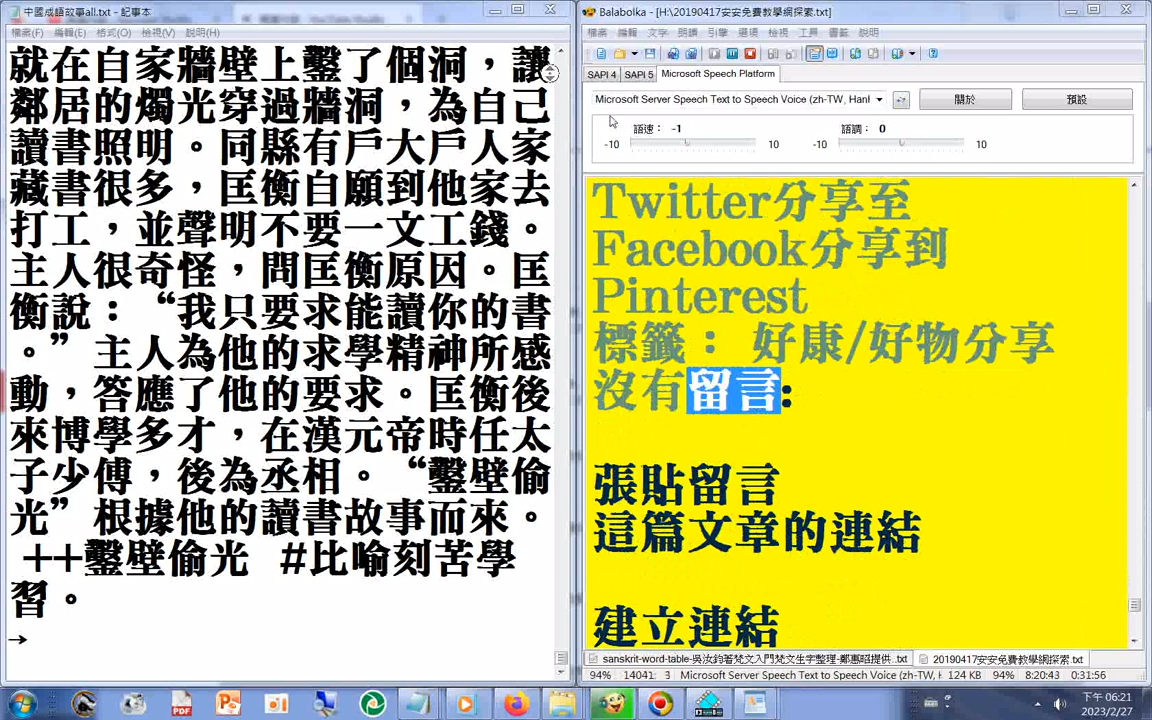 中國成語故事all.txt - 記事本
檔案(F) 編輯(E) 格式(O) 檢視(V) 說明(H)
就在自家牆壁上鑿了個洞，讓
鄰居的燭光穿過牆洞，為自己
讀書照明。同縣有戶大戶人家
藏書很多，匡衡自願到他家去
打工，並聲明不要一文工錢。
主人很奇怪，問匡衡原因。匡
衡說：“我只要求能讀你的書
。”主人為他的求學精神所感
動，答應了他的要求。匡衡後
來博學多才，在漢元帝時任太
子少傅，後為丞相。“鑿壁偷
光”根據他的讀書故事而來。
++鑿壁偷光 #比喻刻苦學
習。
→
Balabolka - [H:\20190417安安免費教學網探索.txt]
檔案 編輯 文字 朗讀 引擎 選項 檢視 工具 書籤 說明
SAPI 4 SAPI 5 Microsoft Speech Platform
Microsoft Server Speech Text to Speech Voice (zh-TW, Hanl 關於 預設
語速： -1 語調： 0
-10 10 -10 10
Twitter分享至
Facebook分享到
Pinterest
標籤： 好康/好物分享
沒有留言:
張貼留言
這篇文章的連結
建立連結
sanskrit-word-table-吳汝鈞著梵文入門梵文生字整理-鄭惠昭提供..txt 20190417安安免費教學網探索.txt
94% 14041: 3 Microsoft Server Speech Text to Speech Voice (zh-TW, H 124 KB 94% 8:20:43 0:31:56
下午 06:21
2023/2/27